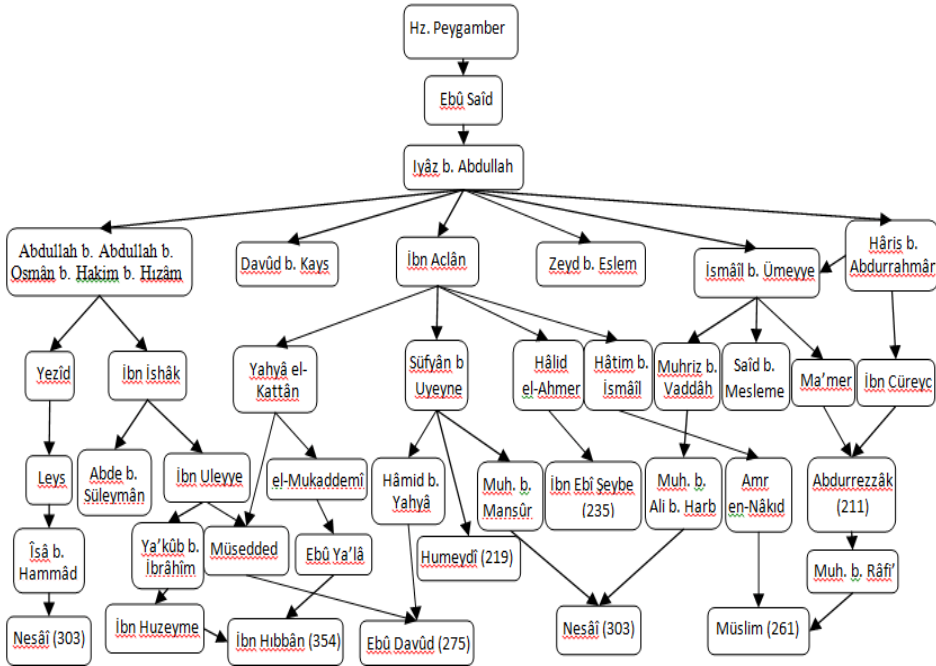 Hz. Peygamber
Ebû Saîd
Iyâz b. Abdullah
Abdullah b. Abdullah b.
Osmân b. Hakim b. Hızâm
Davûd b. Kays
İbn Aclân
Zeyd b. Eslem
İsmâîl b. Ümeyye
Hâris b.
Abdurrahmân
Yezîd
İbn İshâk
Yahyâ el-
Kattân
Süfyân b
Uyeyne
Hâlid
el-Ahmer
Hâtim b.
İsmâîl
Muhriz b.
Vaddâh
Saîd b.
Mesleme
Ma'mer
İbn Cüreyc
Leys
Abde b.
Süleymân
İbn Uleyye
el-Mukaddemî
Hâmid b.
Yahyâ
Muh. b.
Mansûr
İbn Ebî Şeybe
(235)
Muh. b.
Ali b. Harb
Amr
en-Nâkıd
Abdurrezzâk
(211)
Îsâ b.
Hammâd
Ya'kûb b.
İbrâhîm
Müsedded
Ebû Ya'lâ
Humeydî (219)
Muh. b. Râfi'
Nesâî (303)
İbn Huzeyme
İbn Hıbbân (354)
Ebû Davûd (275)
Nesâî (303)
Müslim (261)